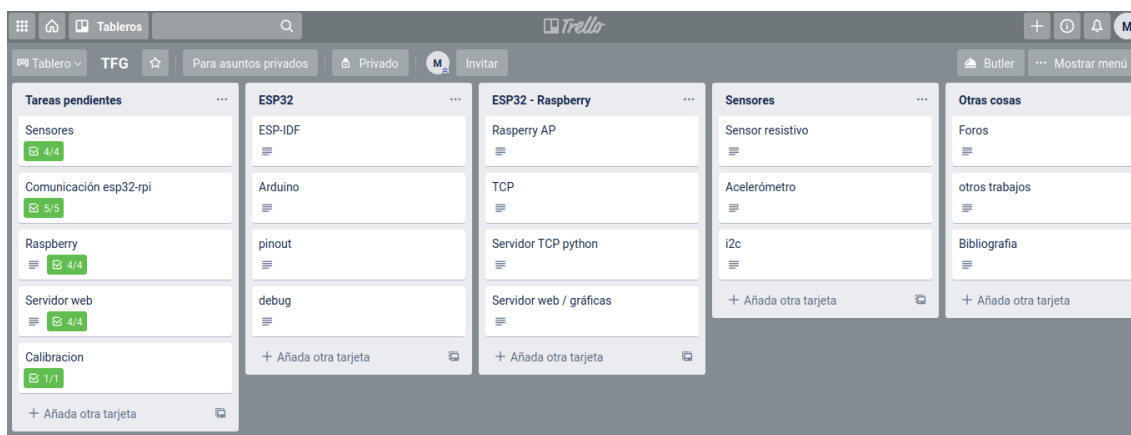 Tableros
Trello
M
Tablero
TFG
Para asuntos privados
Privado
M
Invitar
Butler
Mostrar menú
Tareas pendientes
Sensores
4/4
Comunicación esp32-rpi
5/5
Raspberry
4/4
Servidor web
4/4
Calibracion
1/1
+ Añada otra tarjeta
ESP32
ESP-IDF
Arduino
pinout
debug
+ Añada otra tarjeta
ESP32 - Raspberry
Rasperry AP
TCP
Servidor TCP python
Servidor web / gráficas
+ Añada otra tarjeta
Sensores
Sensor resistivo
Acelerómetro
i2c
+ Añada otra tarjeta
Otras cosas
Foros
otros trabajos
Bibliografia
+ Añada otra tarjeta